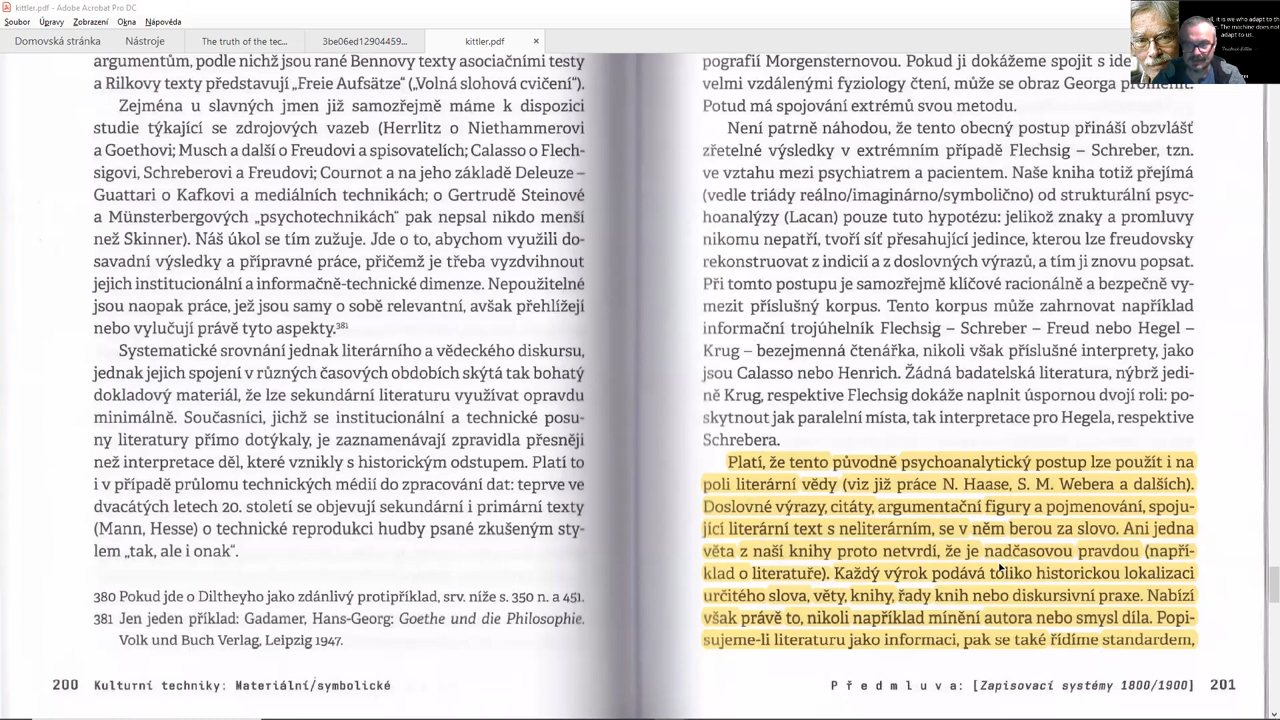 kittler.pdf - Adobe Acrobat Pro DC
Soubor Úpravy Zobrazení Okna Nápověda
Domovská stránka Nástroje The truth of the tec... 3be06e6e304459... kittler.pdf
all, it is we who adapt to th
The machine does not
adapt to us.
argumentům, podle nichž jsou rané Bennovy texty asociačními testy
a Rilkovy texty představují „Freie Aufsätze“ („Volná slohová cvičení“).
Zejména u slavných jmen již samozřejmě máme k dispozici
studie týkající se zdrojových vazeb (Herrlitz o Niethammerovi
a Goethovi; Musch a další o Freudovi a spisovatelích; Calasso o Flech-
sigovi, Schreberovi a Freudovi; Cournot a na jeho základě Deleuze –
Guattari o Kafkovi a mediálních technikách; o Gertrudě Steinové
a Münsterbergových „psychotechnikách“ pak nepsal nikdo menší
než Skinner). Náš úkol se tím zužuje. Jde o to, abychom využili do-
savadní výsledky a přípravné práce, přičemž je třeba vyzdvihnout
jejich institucionální a informačně-technické dimenze. Nepoužitelné
jsou naopak práce, jež jsou samy o sobě relevantní, avšak přehlížejí
nebo vylučují právě tyto aspekty.³⁸¹
Systematické srovnání jednak literárního a vědeckého diskursu,
jednak jejich spojení v různých časových obdobích skýtá tak bohatý
dokladový materiál, že lze sekundární literaturu využívat opravdu
minimálně. Současníci, jichž se institucionální a technické posu-
ny literatury přímo dotýkaly, je zaznamenávají zpravidla přesněji
než interpretace děl, které vznikly s historickým odstupem. Platí to
i v případě průlomu technických médií do zpracování dat: teprve ve
dvacátých letech 20. století se objevují sekundární i primární texty
(Mann, Hesse) o technické reprodukci hudby psané zkušeným sty-
lem „tak, ale i onak“.
380 Pokud jde o Diltheyho jako zdánlivý protipříklad, srv. níže s. 350 n. a 451.
381 Jen jeden příklad: Gadamer, Hans-Georg: Goethe und die Philosophie.
Volk und Buch Verlag, Leipzig 1947.
200 Kulturní techniky: Materiální/symbolické
pografii Morgensternovou. Pokud ji dokážeme spojit s ide
velmi vzdálenými fyziology čtení, může se obraz Georga proměnit.
Potud má spojování extrémů svou metodu.
Není patrně náhodou, že tento obecný postup přináší obzvlášť
zřetelné výsledky v extrémním případě Flechsig – Schreber, tzn.
ve vztahu mezi psychiatrem a pacientem. Naše kniha totiž přejímá
(vedle triády reálno/imaginárno/symbolično) od strukturální psyc-
hoanalýzy (Lacan) pouze tuto hypotézu: jelikož znaky a promluvy
nikomu nepatří, tvoří síť přesahující jedince, kterou lze freudovsky
rekonstruovat z indicií a z doslovných výrazů, a tím ji znovu popsat.
Při tomto postupu je samozřejmě klíčové racionálně a bezpečně vy-
mezit příslušný korpus. Tento korpus může zahrnovat například
informační trojúhelník Flechsig – Schreber – Freud nebo Hegel –
Krug – bezejmenná čtenářka, nikoli však příslušné interprety, jako
jsou Calasso nebo Henrich. Žádná badatelská literatura, nýbrž jedi-
ně Krug, respektive Flechsig dokáže naplnit úspornou dvojí roli: po-
skytnout jak paralelní místa, tak interpretace pro Hegela, respektive
Schrebera.
Platí, že tento původně psychoanalytický postup lze použít i na
poli literární vědy (viz již práce N. Haase, S. M. Webera a dalších).
Doslovné výrazy, citáty, argumentační figury a pojmenování, spoju-
jící literární text s neliterárním, se v něm berou za slovo. Ani jedna
věta z naší knihy proto netvrdí, že je nadčasovou pravdou (napří-
klad o literatuře). Každý výrok podává toliko historickou lokalizaci
určitého slova, věty, knihy, řady knih nebo diskursivní praxe. Nabízí
však právě to, nikoli například mínění autora nebo smysl díla. Popi-
sujeme-li literaturu jako informaci, pak se také řídíme standardem,
Předmluva: [Zapisovací systémy 1800/1900] 201